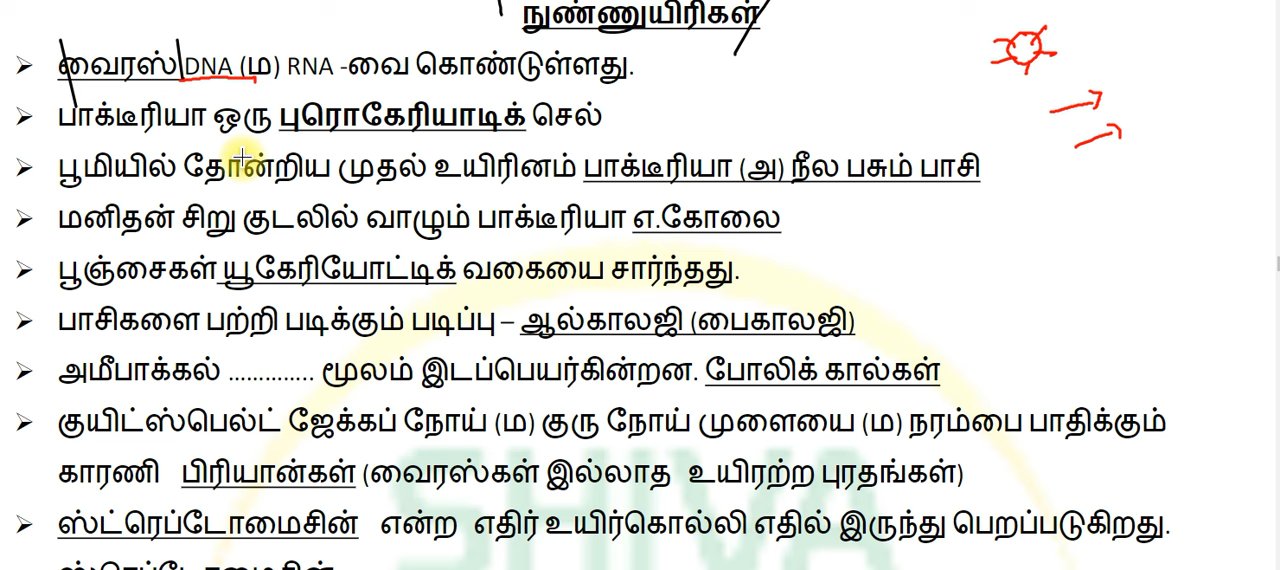 நுண்ணுயிரிகள்
➢ வைரஸ் DNA (ம) RNA -வை கொண்டுள்ளது.
➢ பாக்டீரியா ஒரு புரொகேரியாடிக் செல்
➢ பூமியில் தோன்றிய முதல் உயிரினம் பாக்டீரியா (அ) நீல பசும் பாசி
➢ மனிதன் சிறு குடலில் வாழும் பாக்டீரியா எ.கோலை
➢ பூஞ்சைகள் யூகேரியோட்டிக் வகையை சார்ந்தது.
➢ பாசிகளை பற்றி படிக்கும் படிப்பு – ஆல்காலஜி (பைகாலஜி)
➢ அமீபாக்கல் ............. மூலம் இடப்பெயர்கின்றன. போலிக் கால்கள்
➢ குயிட்ஸ்பெல்ட் ஜேக்கப் நோய் (ம) குரு நோய் முளையை (ம) நரம்பை பாதிக்கும்
காரணி பிரியான்கள் (வைரஸ்கள் இல்லாத உயிரற்ற புரதங்கள்)
➢ ஸ்ட்ரெப்டோமைசின் என்ற எதிர் உயிர்கொல்லி எதில் இருந்து பெறப்படுகிறது.
SHIVA